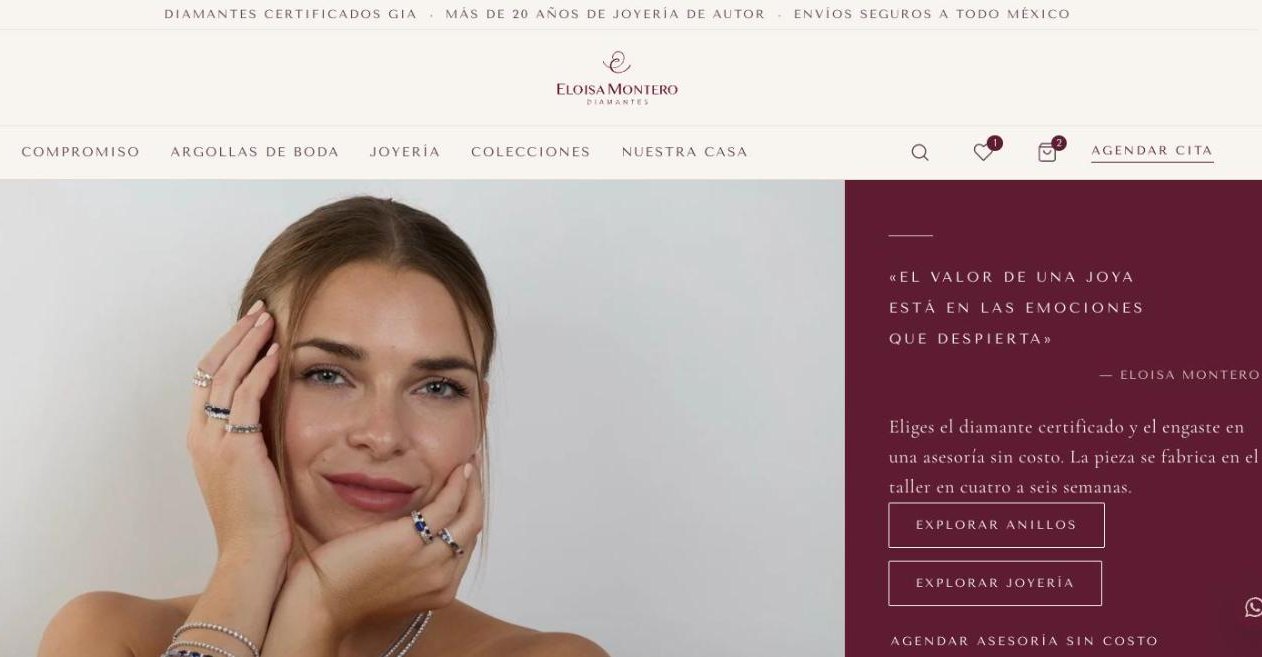 DIAMANTES CERTIFICADOS GIA · MÁS DE 20 AÑOS DE JOYERÍA DE AUTOR · ENVÍOS SEGUROS A TODO MÉXICO
ELOISA MONTERO
DIAMANTES
COMPROMISO ARGOLLAS DE BODA JOYERÍA COLECCIONES NUESTRA CASA 1 2 AGENDAR CITA
«EL VALOR DE UNA JOYA
ESTÁ EN LAS EMOCIONES
QUE DESPIERTA»
— ELOISA MONTERO
Eliges el diamante certificado y el engaste en
una asesoría sin costo. La pieza se fabrica en el
taller en cuatro a seis semanas.
EXPLORAR ANILLOS
EXPLORAR JOYERÍA
AGENDAR ASESORÍA SIN COSTO